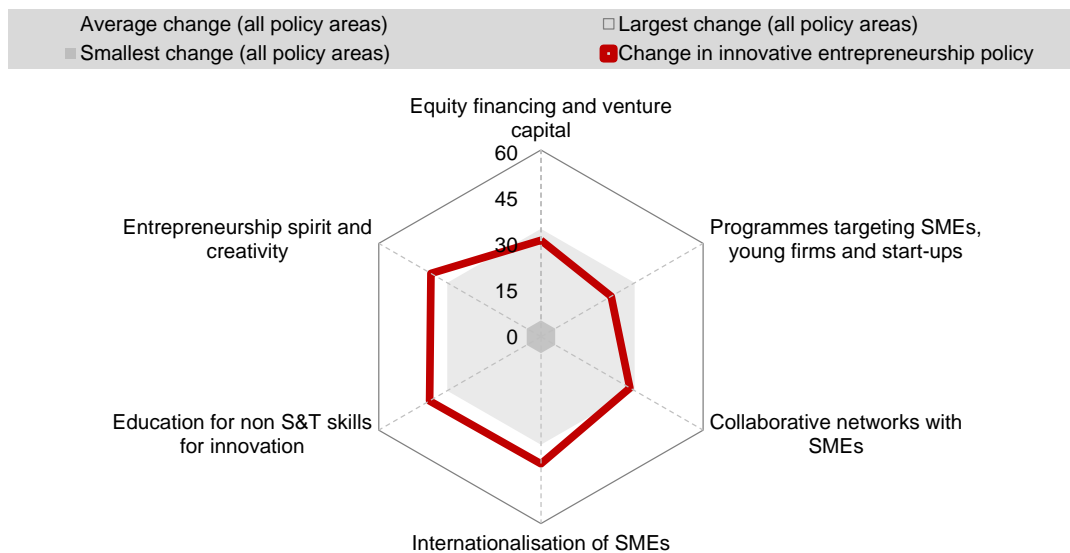 Average change (all policy areas)
Largest change (all policy areas)
Smallest change (all policy areas)
Change in innovative entrepreneurship policy
Equity financing and venture
capital
60
45
30
15
0
Entrepreneurship spirit and
creativity
Programmes targeting SMEs,
young firms and start-ups
Education for non S&T skills
for innovation
Collaborative networks with
SMEs
Internationalisation of SMEs